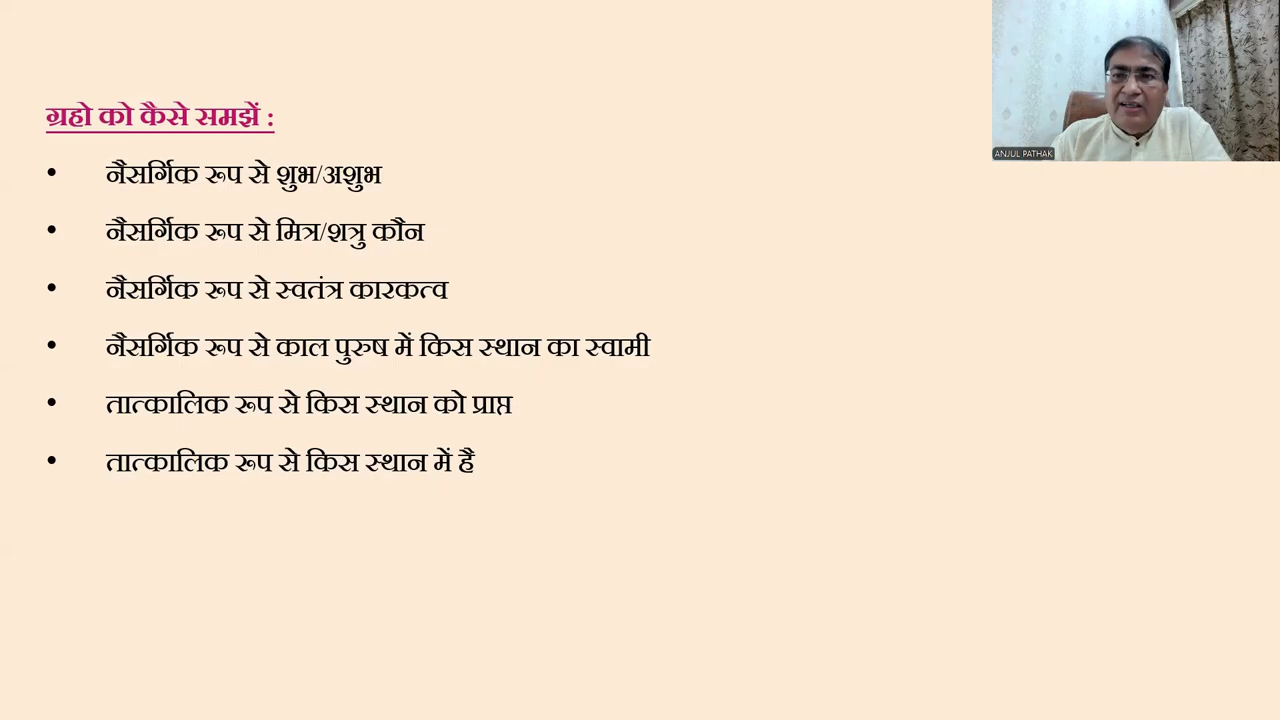 ग्रहो को कैसे समझें :
• नैसर्गिक रूप से शुभ/अशुभ
• नैसर्गिक रूप से मित्र/शत्रु कौन
• नैसर्गिक रूप से स्वतंत्र कारकत्व
• नैसर्गिक रूप से काल पुरुष में किस स्थान का स्वामी
• तात्कालिक रूप से किस स्थान को प्राप्त
• तात्कालिक रूप से किस स्थान में है
ANJUL PATHAK